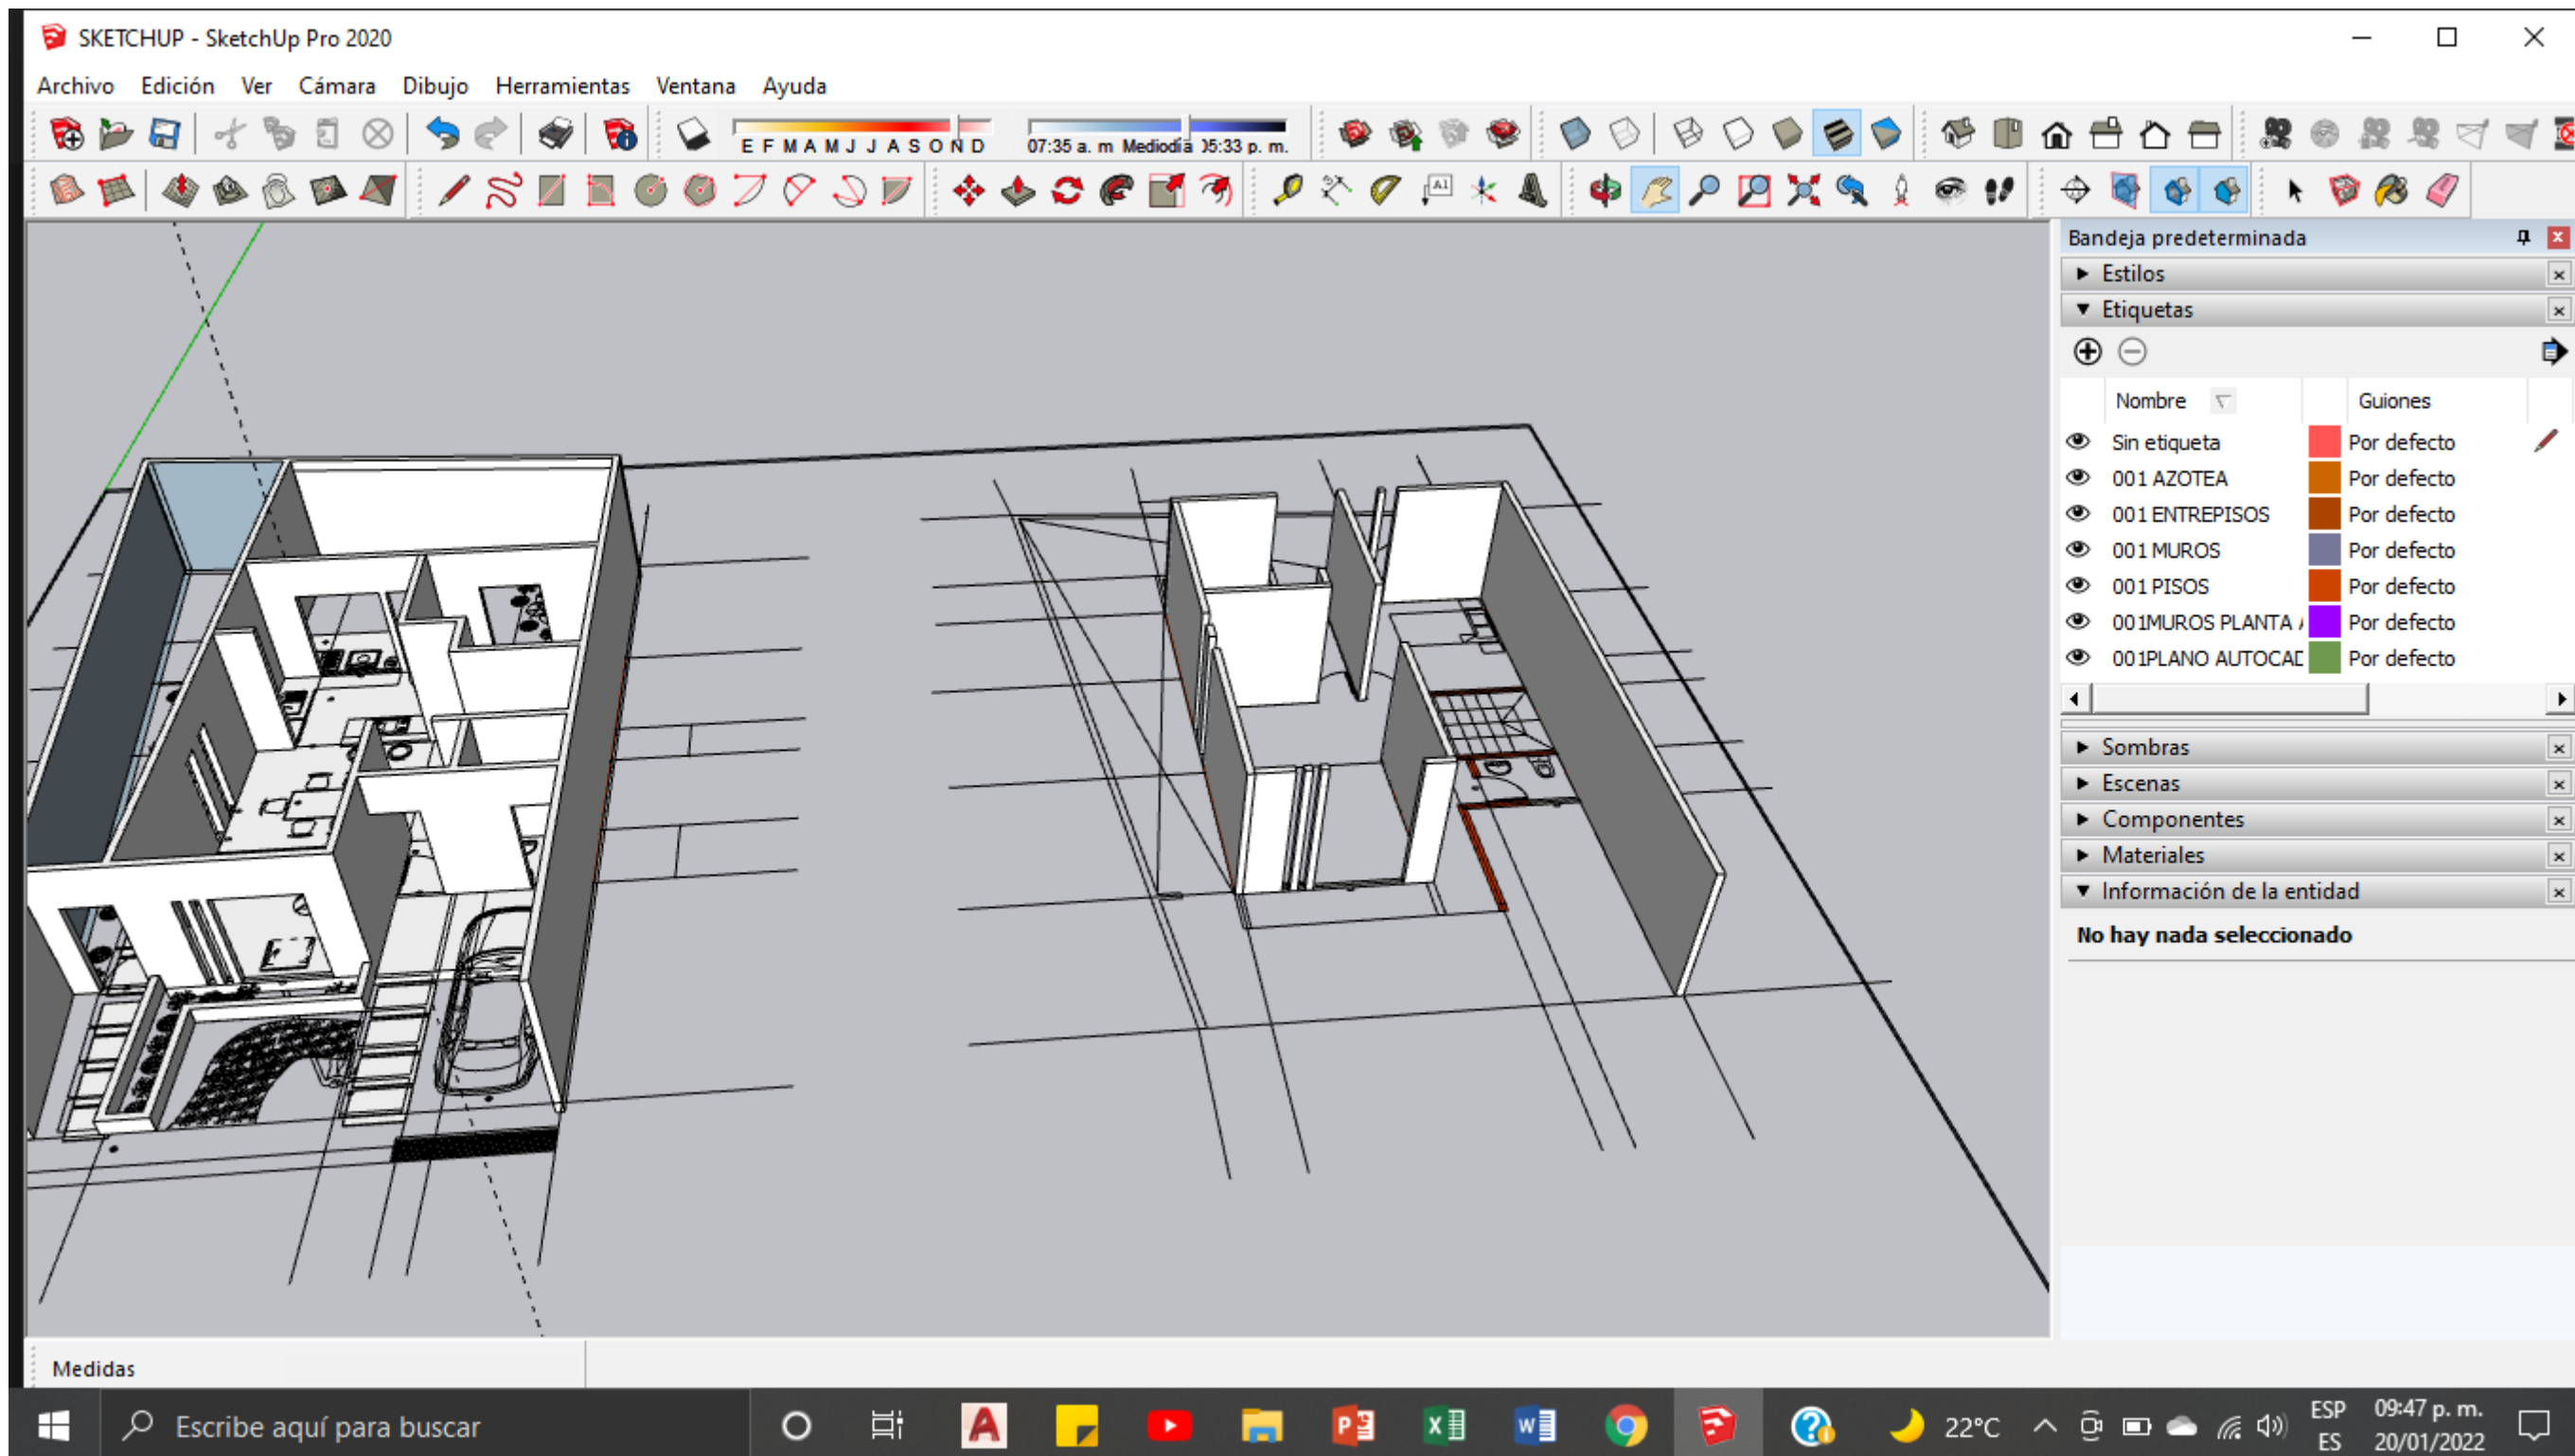 SKETCHUP - SketchUp Pro 2020
Archivo Edición Ver Cámara Dibujo Herramientas Ventana Ayuda
E F M A M J J A S O N D
07:35 a. m Mediodía 05:33 p. m.
A1
Bandeja predeterminada
Estilos
Etiquetas
Nombre Guiones
Sin etiqueta Por defecto
001 AZOTEA Por defecto
001 ENTREPISOS Por defecto
001 MUROS Por defecto
001 PISOS Por defecto
001MUROS PLANTA Por defecto
001PLANO AUTOCAD Por defecto
Sombras
Escenas
Componentes
Materiales
Información de la entidad
No hay nada seleccionado
Medidas
Escribe aquí para buscar
22°C
ESP
ES
09:47 p. m.
20/01/2022